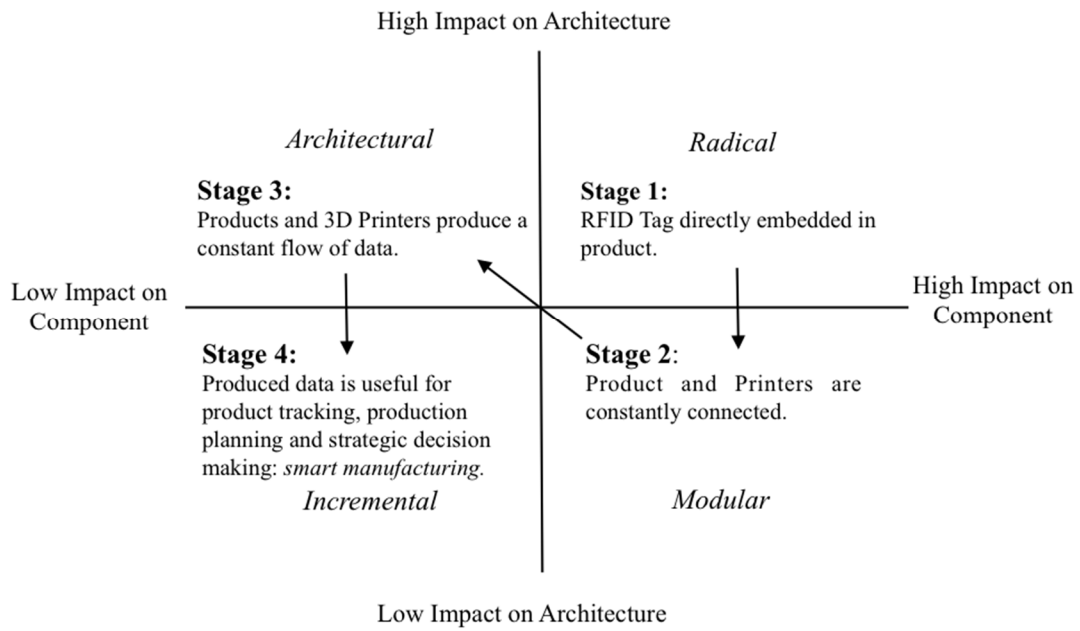 High Impact on Architecture
Architectural
Radical
Stage 3:
Products and 3D Printers produce a
constant flow of data.
Stage 1:
RFID Tag directly embedded in
product.
Low Impact on
Component
High Impact on
Component
Stage 4:
Produced data is useful for
product tracking, production
planning and strategic decision
making: smart manufacturing.
Incremental
Stage 2:
Product and Printers are
constantly connected.
Modular
Low Impact on Architecture